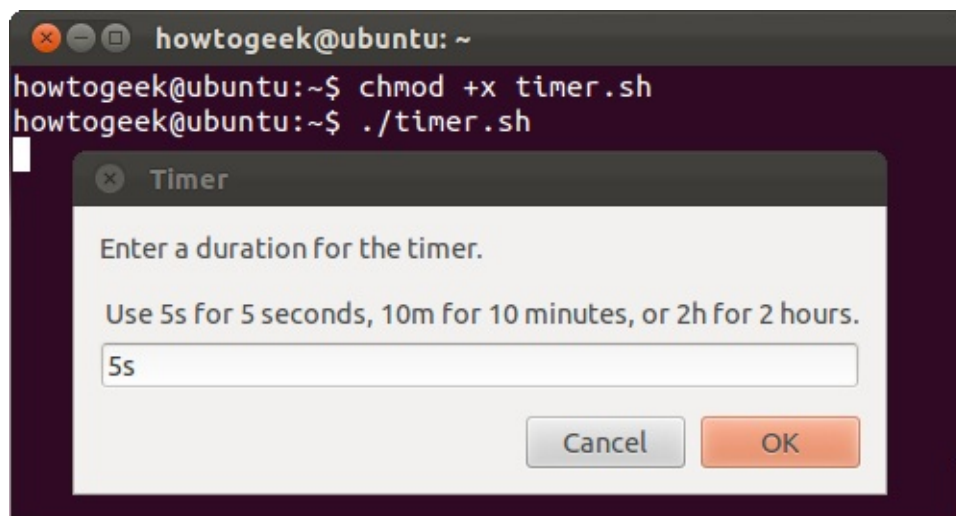 howtogeek@ubuntu: ~
howtogeek@ubuntu:~$ chmod +x timer.sh
howtogeek@ubuntu:~$ ./timer.sh
Timer
Enter a duration for the timer.
Use 5s for 5 seconds, 10m for 10 minutes, or 2h for 2 hours.
5s
Cancel
OK